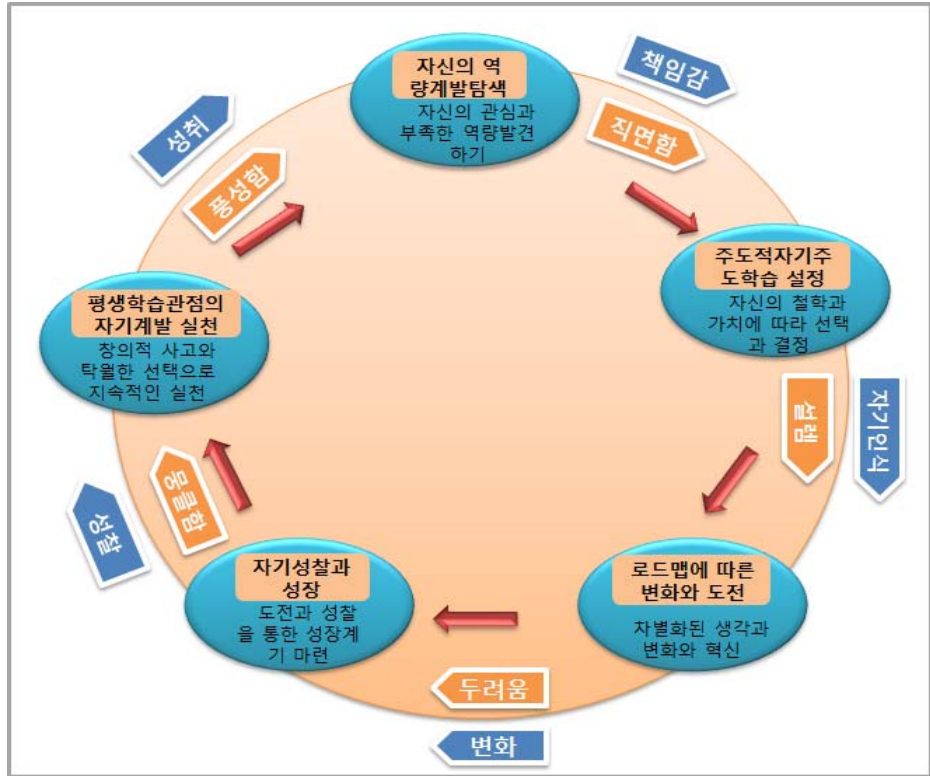 자신의 역
량계발탐색
자신의 관심과
부족한 역량발견
하기
책임감
직면함
주도적자기주
도학습 설정
자신의 철학과
가치에 따라 선택
과 결정
자기인식
설렘
로드맵에 따른
변화와 도전
차별화된 생각과
변화와 혁신
두려움
변화
자기성찰과
성장
도전과 성찰
을 통한 성장계
기 마련
뭉클함
성찰
평생학습관점의
자기계발 실천
창의적 사고와
탁월한 선택으로
지속적인 실천
풍성함
성취